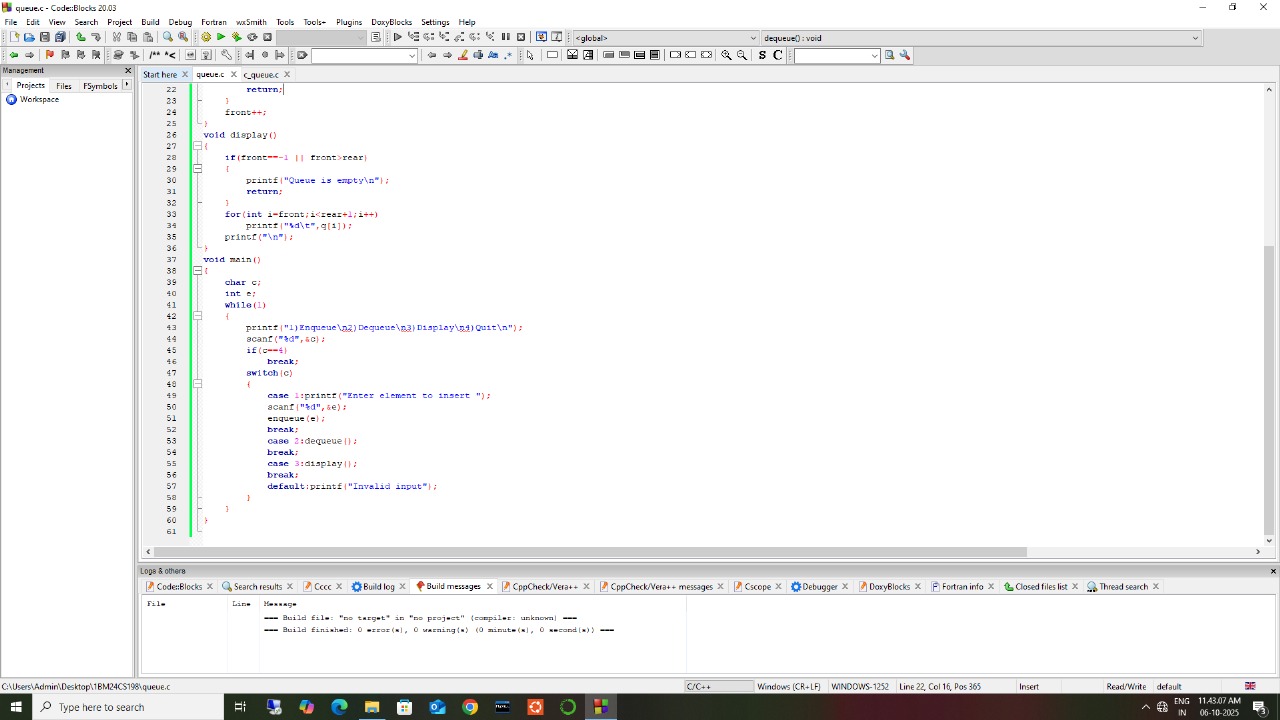 queue.c - Code::Blocks 20.03
File Edit View Search Project Build Debug Fortran wxSmith Tools Tools+ Plugins DoxyBlocks Settings Help
<global>
dequeue() : void
/** *<
S C
Management
Projects Files FSymbols
Workspace
Start here queue.c c_queue.c
22 return;
23 }
24 front++;
25 }
26 void display()
27 {
28 if(front==-1 || front>rear)
29 {
30 printf("Queue is empty\n");
31 return;
32 }
33 for(int i=front;i<rear+1;i++)
34 printf("%d\t",q[i]);
35 printf("\n");
36 }
37 void main()
38 {
39 char c;
40 int e;
41 while(1)
42 {
43 printf("1)Enqueue\n2)Dequeue\n3)Display\n4)Quit\n");
44 scanf("%d",&c);
45 if(c==4)
46 break;
47 switch(c)
48 {
49 case 1:printf("Enter element to insert ");
50 scanf("%d",&e);
51 enqueue(e);
52 break;
53 case 2:dequeue();
54 break;
55 case 3:display();
56 break;
57 default:printf("Invalid input");
58 }
59 }
60 }
61
Logs & others
Code::Blocks Search results Cccc Build log Build messages CppCheck/Vera++ CppCheck/Vera++ messages Cscope Debugger DoxyBlocks Fortran info Closed files list Thread search
File Line Message
=== Build file: "no target" in "no project" (compiler: unknown) ===
=== Build finished: 0 error(s), 0 warning(s) (0 minute(s), 0 second(s)) ===
C:\Users\Admin\Desktop\1BM24CS198\queue.c C/C++ Windows (CR+LF) WINDOWS-1252 Line 22, Col 16, Pos 365 Insert Read/Write default
Type here to search
ENG
IN
11.43.07 AM
06-10-2025
3